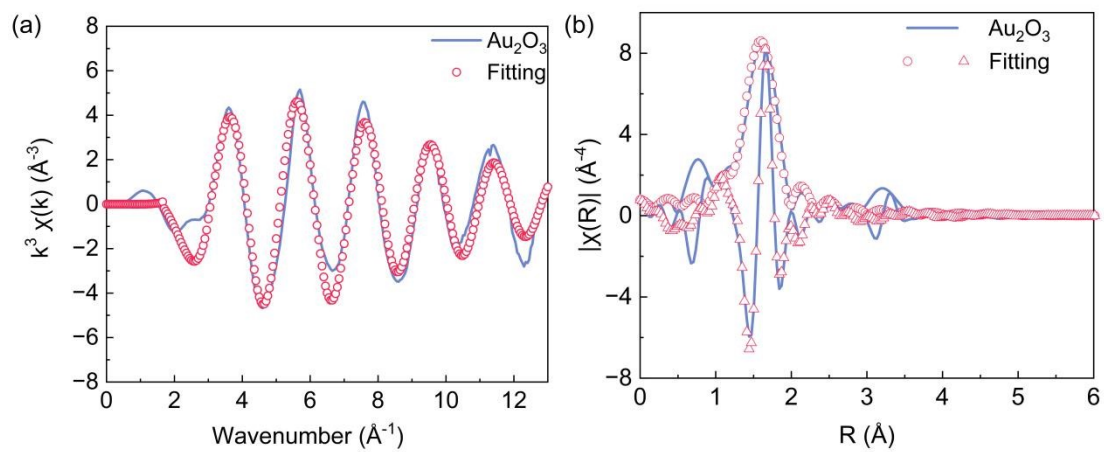 (a)
Au₂O₃
Fitting
k³ χ(k) (Å⁻³)
8
6
4
2
0
−2
−4
−6
−8
0 2 4 6 8 10 12
Wavenumber (Å⁻¹)
(b)
Au₂O₃
Fitting
|χ(R)| (Å⁻⁴)
8
4
0
−4
−8
0 1 2 3 4 5 6
R (Å)